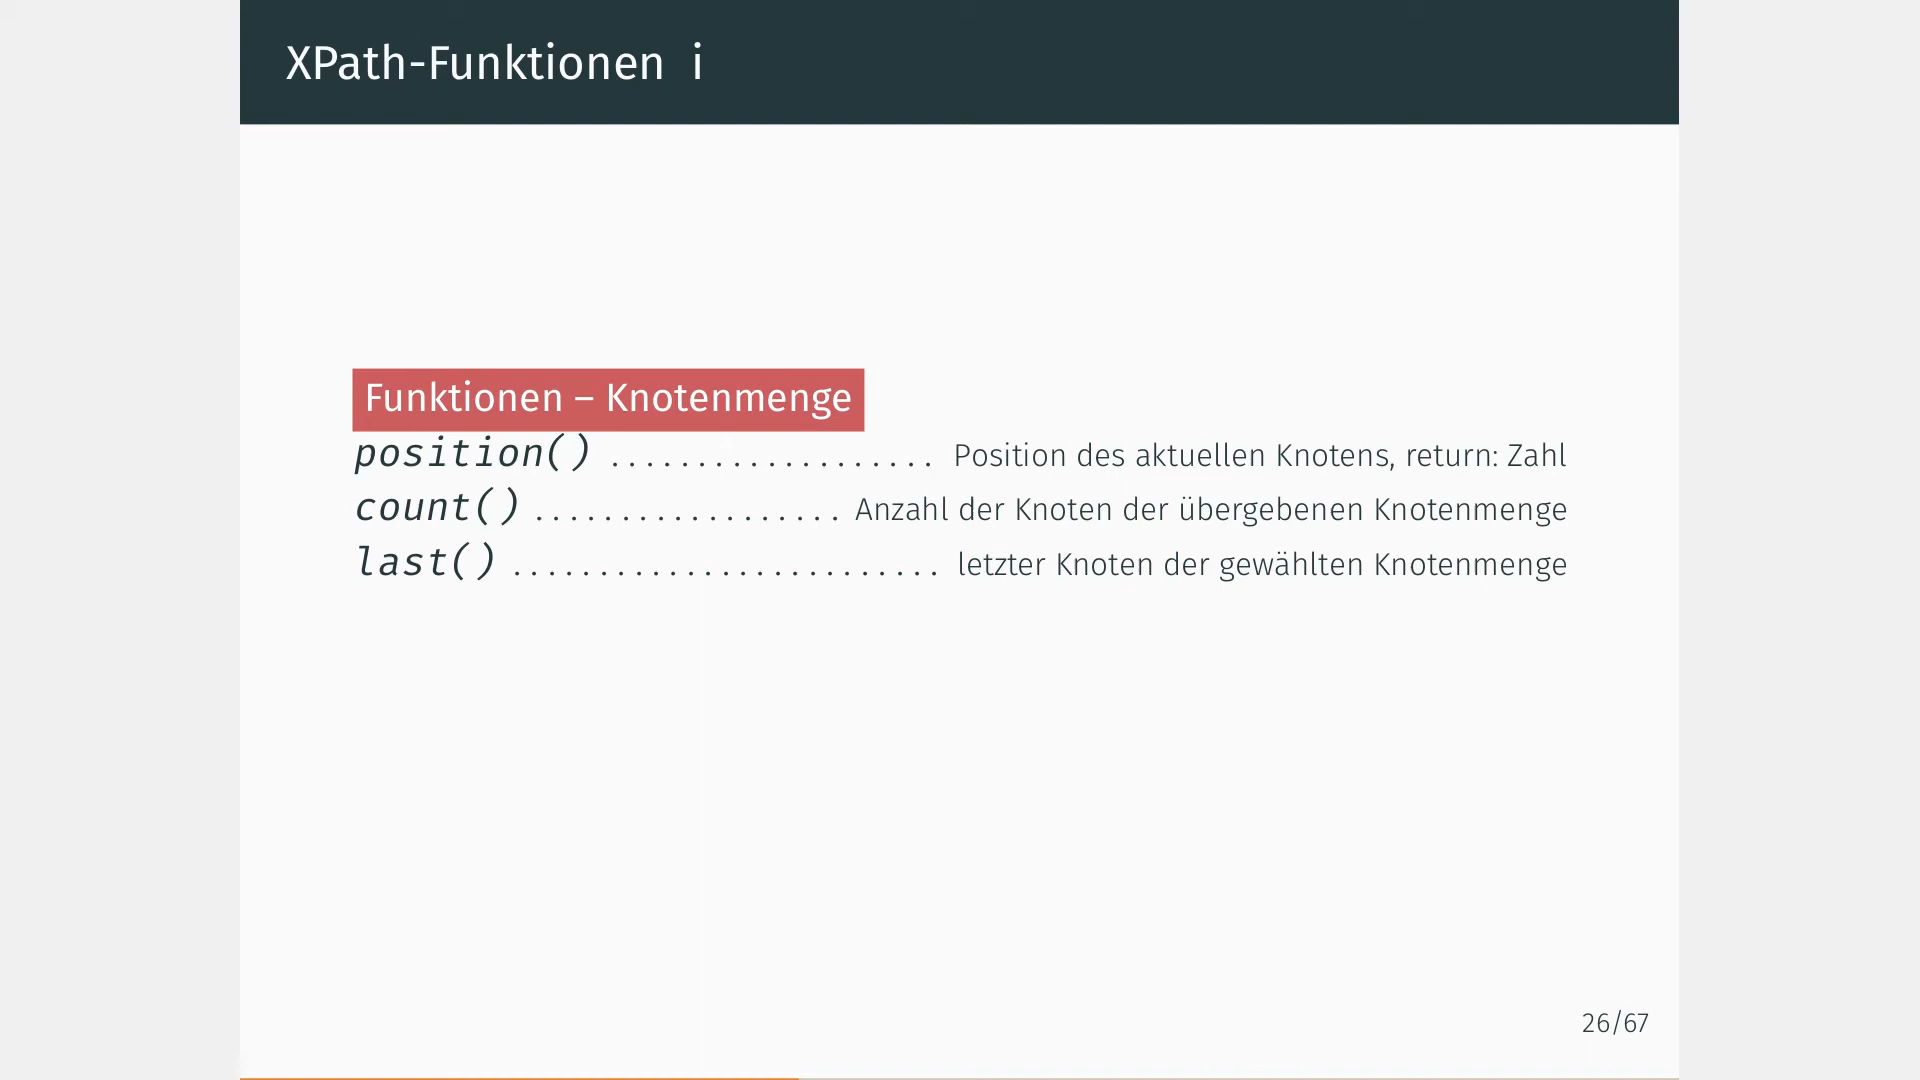 XPath-Funktionen i
Funktionen – Knotenmenge
position() ................... Position des aktuellen Knotens, return: Zahl
count() .................. Anzahl der Knoten der übergebenen Knotenmenge
last() ......................... letzter Knoten der gewählten Knotenmenge
26/67